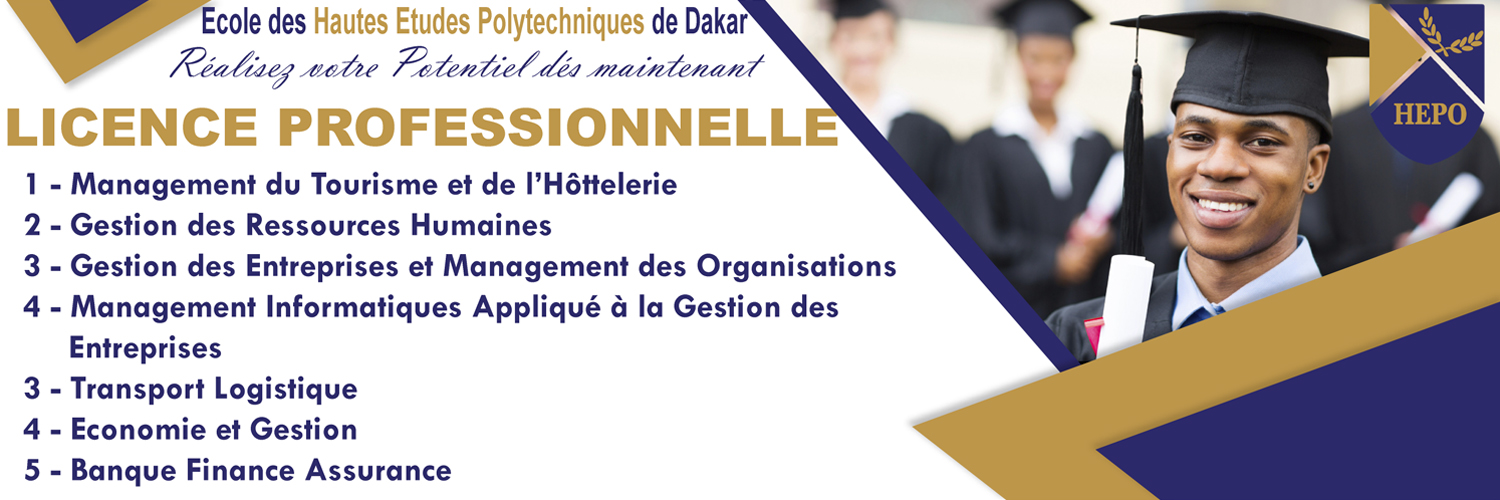 Ecole des Hautes Etudes Polytechniques de Dakar
Réalisez votre Potentiel dés maintenant
LICENCE PROFESSIONNELLE
1 - Management du Tourisme et de l'Hôttelerie
2 - Gestion des Ressources Humaines
3 - Gestion des Entreprises et Management des Organisations
4 - Management Informatiques Appliqué à la Gestion des
Entreprises
3 - Transport Logistique
4 - Economie et Gestion
5 - Banque Finance Assurance
HEPO